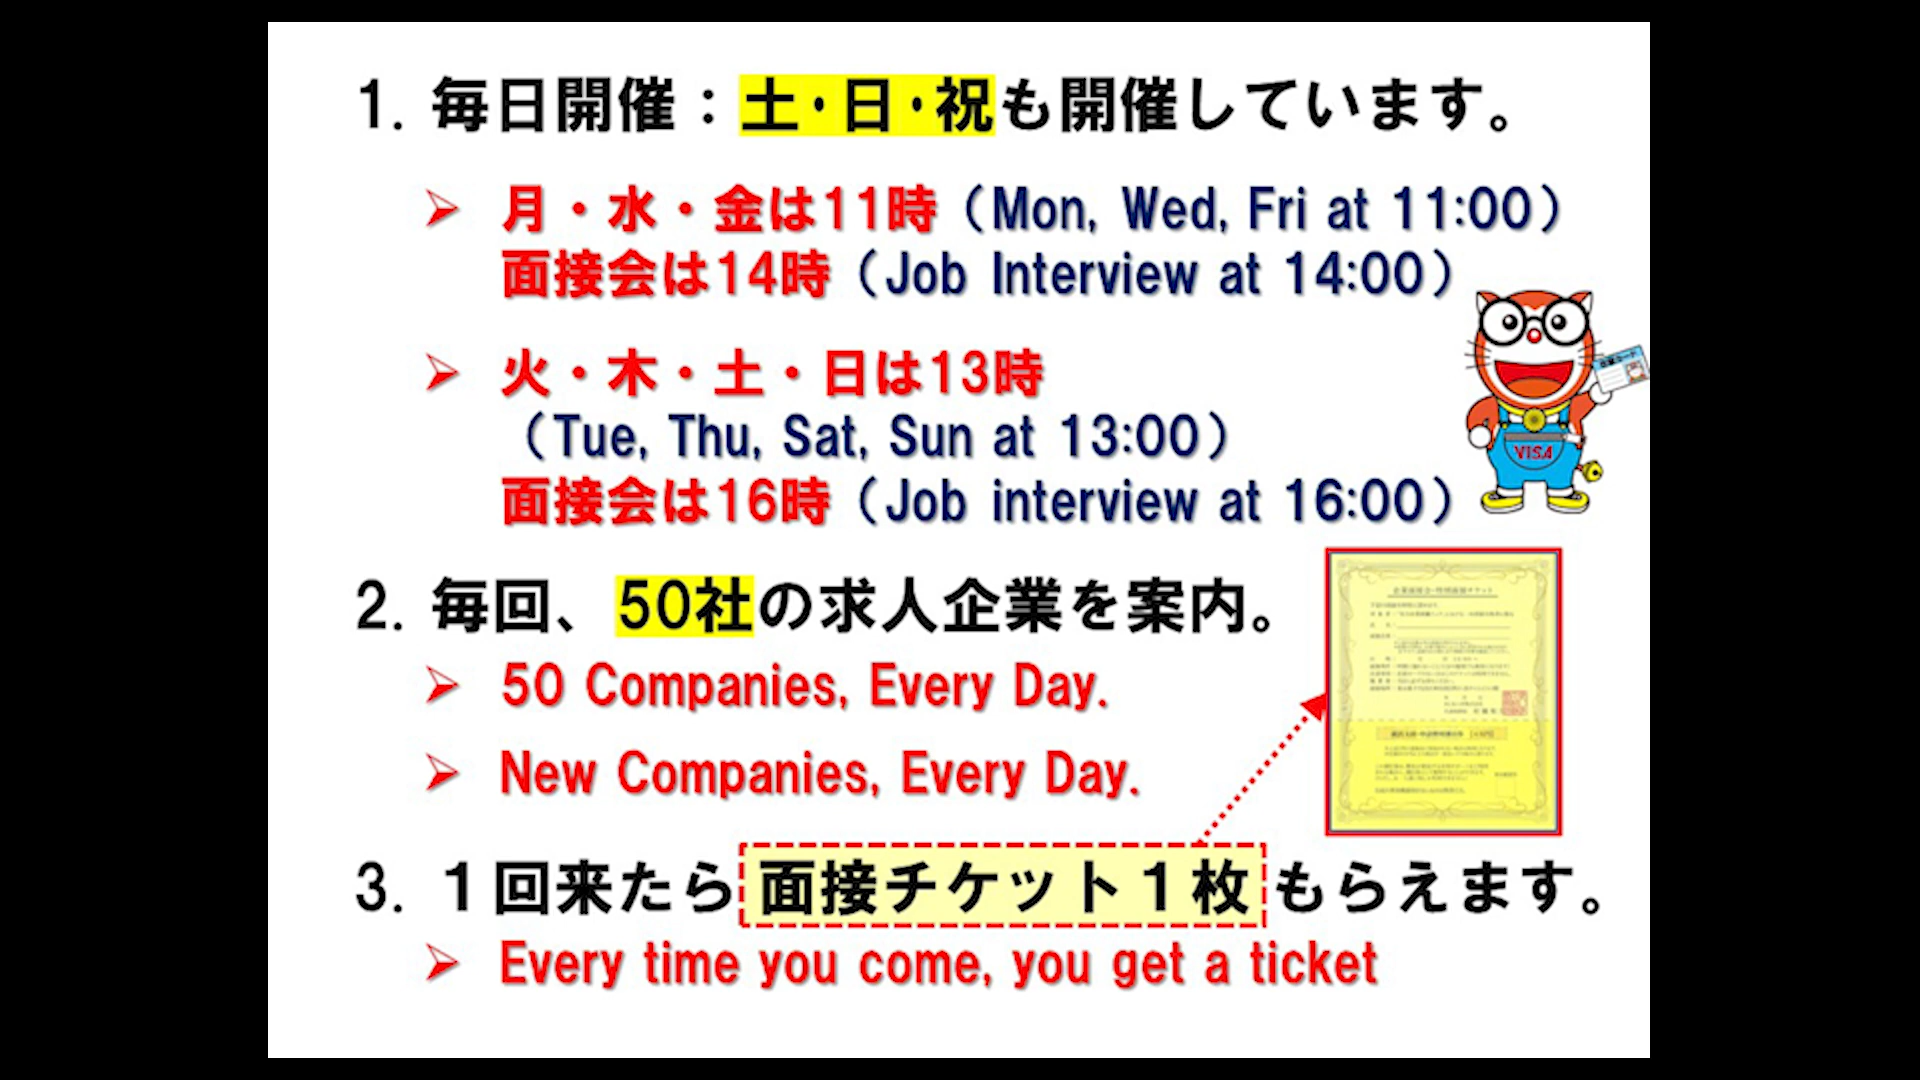 1. 毎日開催：土・日・祝も開催しています。
➢ 月・水・金は11時（Mon, Wed, Fri at 11:00）
面接会は14時（Job Interview at 14:00）
➢ 火・木・土・日は13時
（Tue, Thu, Sat, Sun at 13:00）
面接会は16時（Job interview at 16:00）
VISA
2. 毎回、50社の求人企業を案内。
➢ 50 Companies, Every Day.
➢ New Companies, Every Day.
3. １回来たら面接チケット１枚もらえます。
➢ Every time you come, you get a ticket